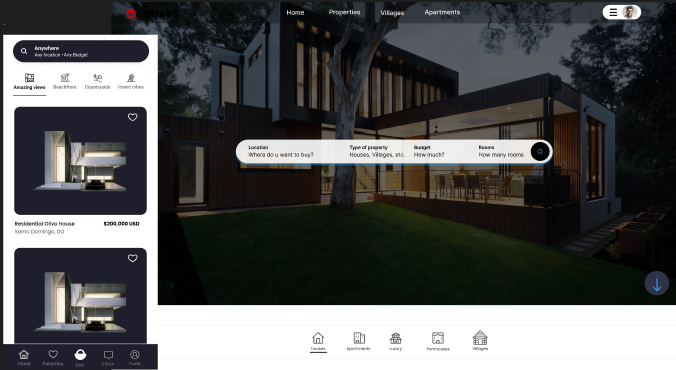 Home
Properties
Villages
Apartments
Anywhere
Any location • Any Budget
Amazing views
Beachfront
Countryside
Iconic cities
Residential Olivo House
$200,000 USD
Santo Domingo, DO
Home
Favorites
Inbox
Profile
Location
Where do u want to buy?
Type of property
Houses, Villages, etc.
Budget
How much?
Rooms
How many rooms
Houses
Apartments
Luxury
Penthouses
Villages